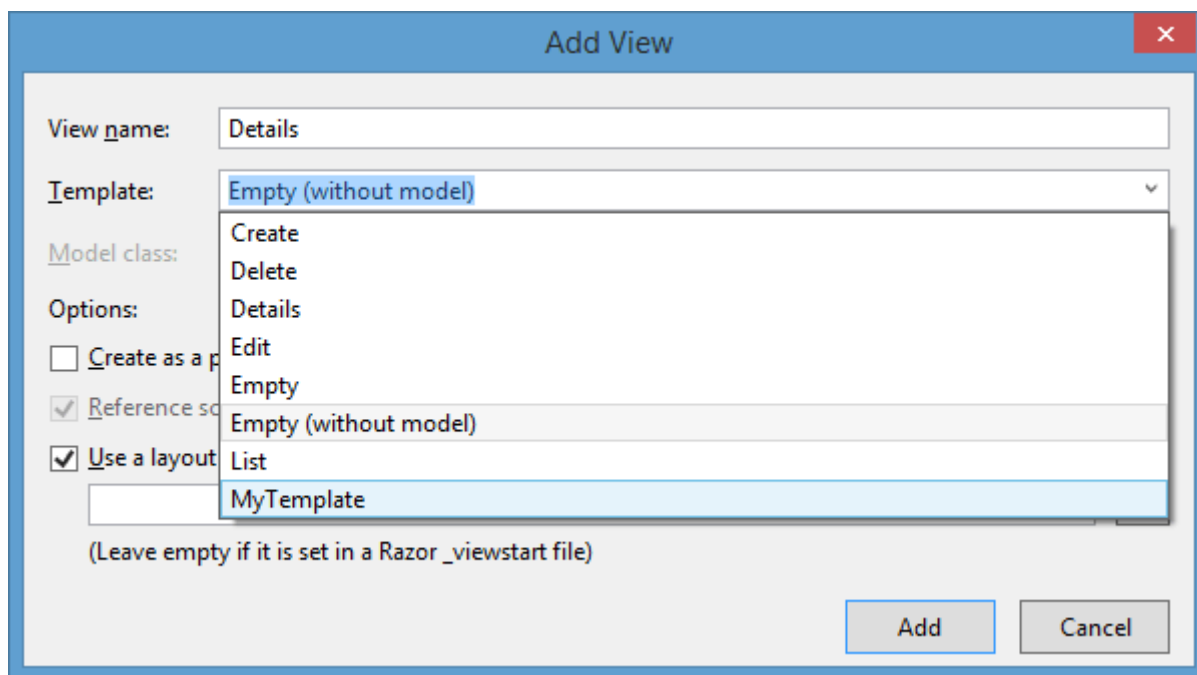 Add View
View name: Details
Template: Empty (without model)
Create
Model class:
Delete
Options:
Details
Edit
Create as a p
Empty
Reference sc
Empty (without model)
Use a layout
List
MyTemplate
(Leave empty if it is set in a Razor _viewstart file)
Add Cancel